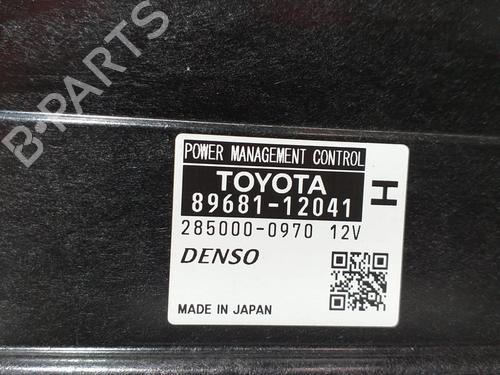 B-PARTS
POWER MANAGEMENT CONTROL
TOYOTA
89681-12041
H
285000-0970 12V
DENSO
MADE IN JAPAN